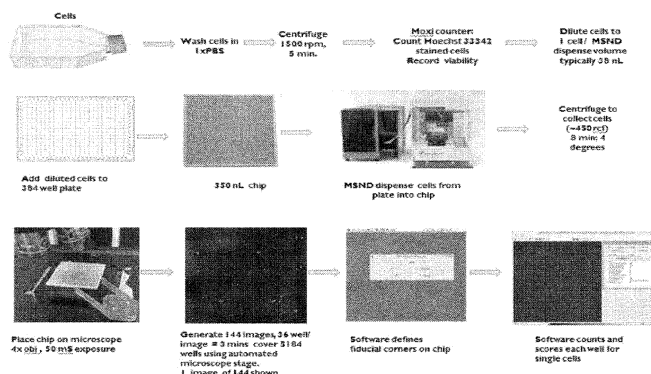 Cells
Wash cells in
1xPBS
Centrifuge
1500 rpm,
5 min.
Moxi counter:
Count Hoechst 33342
stained cells
Record viability
Dilute cells to
1 cell/ MSND
dispense volume
typically 35 nL
Add diluted cells to
384 well plate
350 nL chip
MSND dispense cells from
plate into chip
Centrifuge to
collect cells
(~450 rcf)
8 min; 4
degrees
Place chip on microscope
4x obj , 50 mS exposure
Generate 144 images, 36 well/
image = 3 mins cover 5184
wells using automated
microscope stage.
1 image of 144 shown
Software defines
fiducial corners on chip
Software counts and
scores each well for
single cells